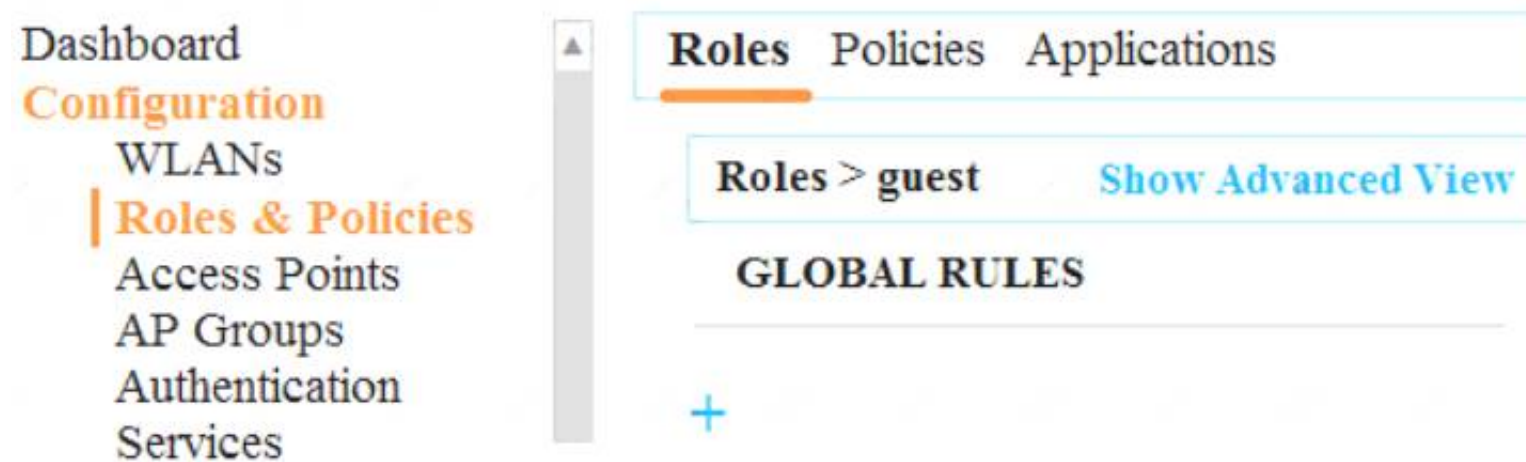 Dashboard
Configuration
WLANs
Roles & Policies
Access Points
AP Groups
Authentication
Services
Roles Policies Applications
Roles > guest Show Advanced View
GLOBAL RULES
+